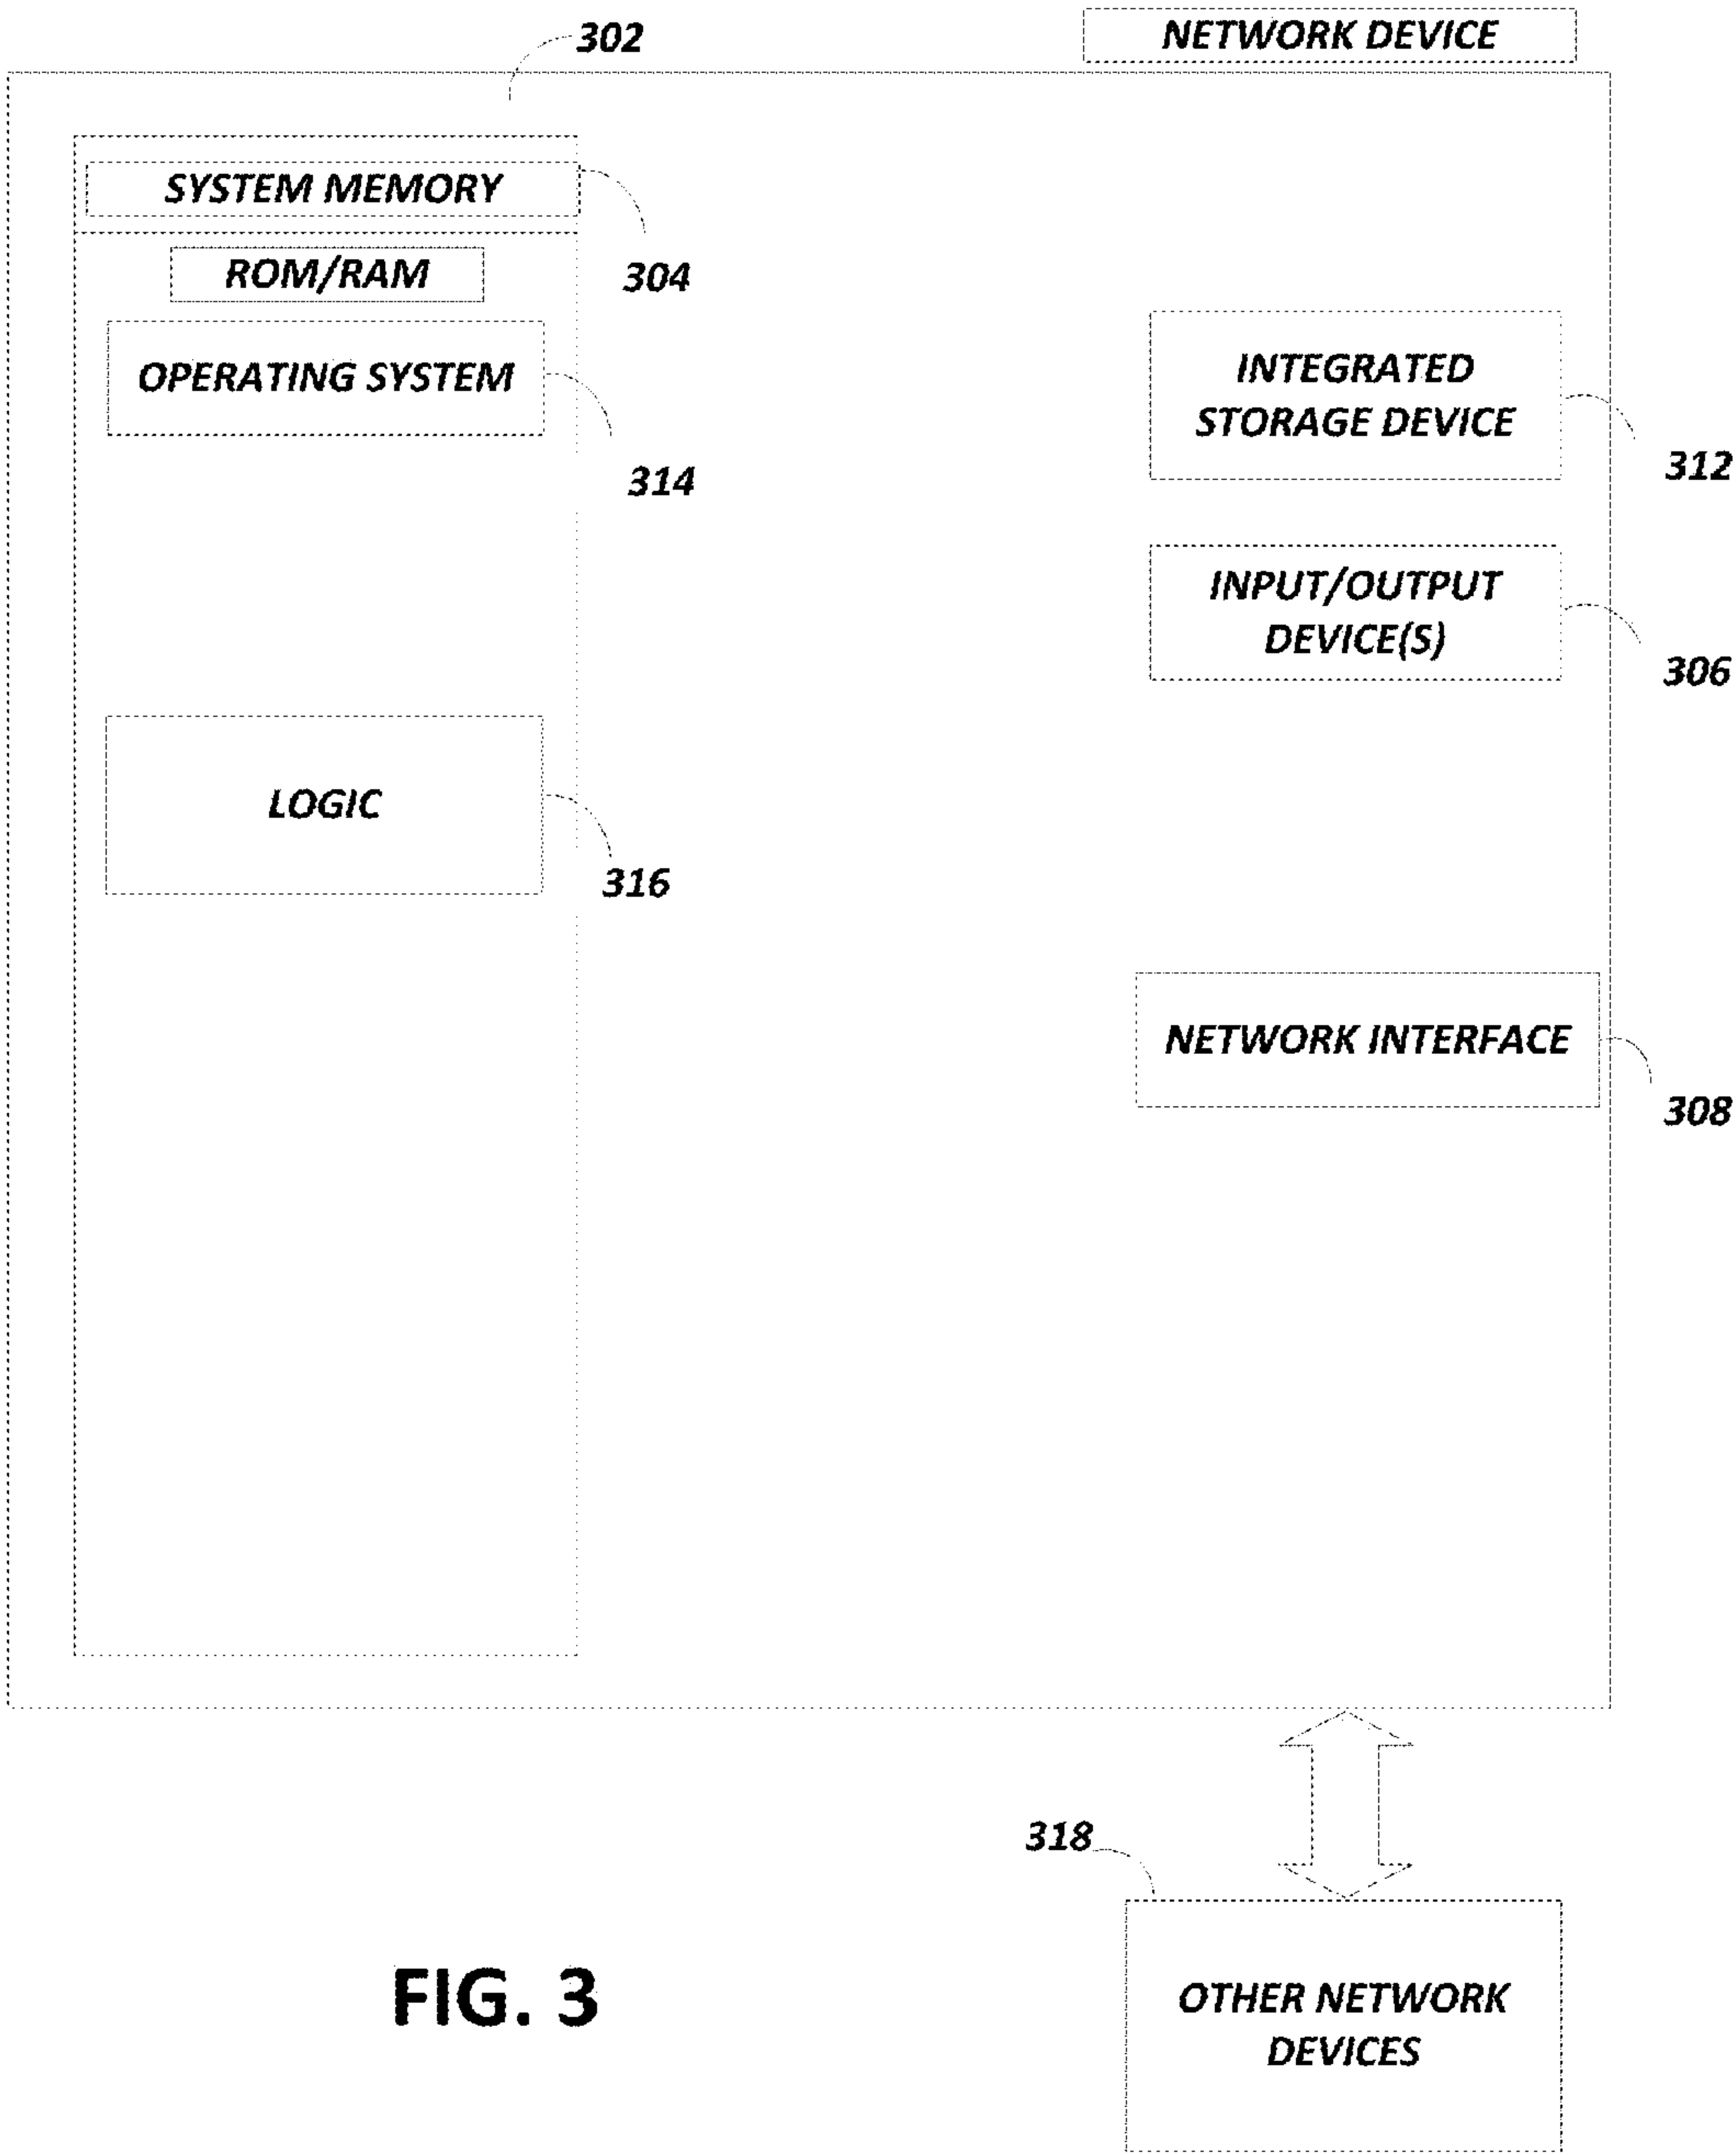 302
NETWORK DEVICE
SYSTEM MEMORY
304
ROM/RAM
OPERATING SYSTEM
314
INTEGRATED
STORAGE DEVICE
312
INPUT/OUTPUT
DEVICE(S)
306
LOGIC
316
NETWORK INTERFACE
308
318
OTHER NETWORK
DEVICES
FIG. 3